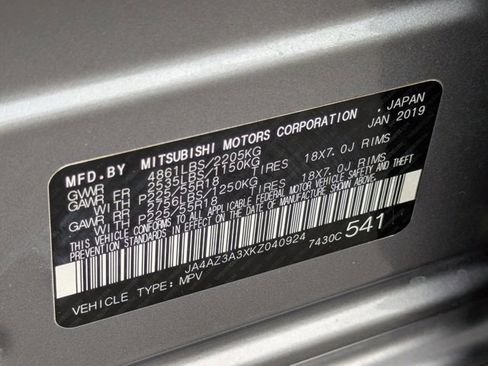 MFD.BY MITSUBISHI MOTORS CORPORATION , JAPAN
GVWR 4861LBS/2205KG JAN 2019
GAWR FR 2535LBS/1150KG
WITH P225/55R18 TIRES 18X7.0J RIMS
GAWR RR 2756LBS/1250KG
WITH P225/55R18 TIRES 18X7.0J RIMS
THIS VEHICLE CONFORMS TO ALL APPLICABLE FEDERAL MOTOR VEHICLE SAFETY AND THEFT
PREVENTION STANDARDS IN EFFECT ON THE DATE OF MANUFACTURE SHOWN ABOVE.
JA4AZ3A3XKZ040924 7430C 541
VEHICLE TYPE:MPV